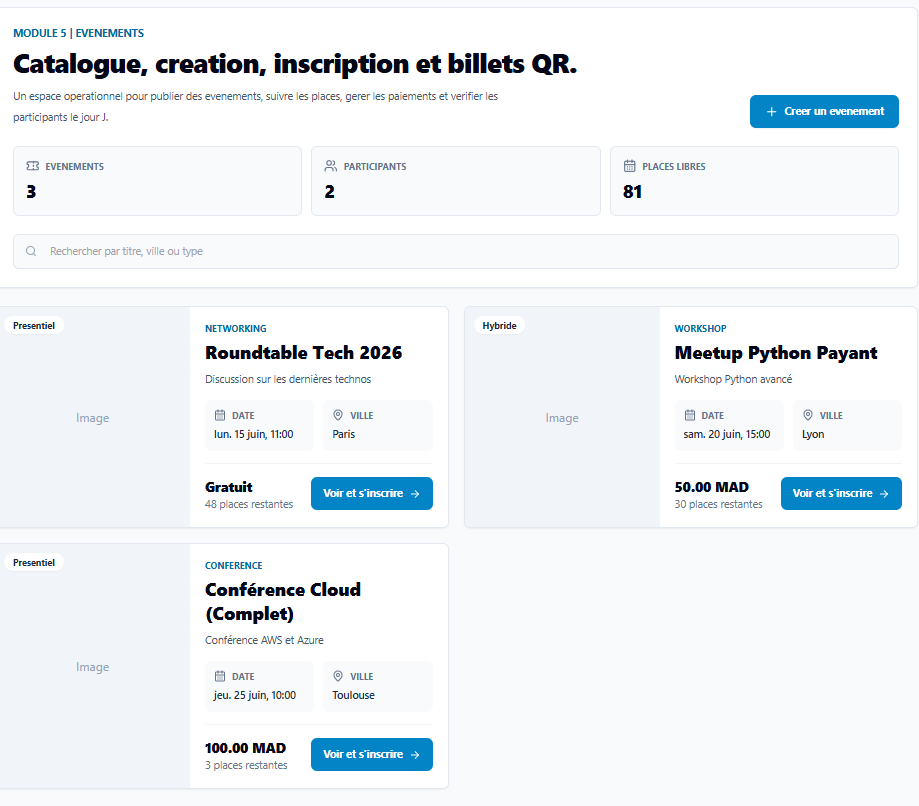 MODULE 5 | EVENEMENTS
Catalogue, creation, inscription et billets QR.
Un espace operationnel pour publier des evenements, suivre les places, gerer les paiements et verifier les
participants le jour J.
Creer un evenement
EVENEMENTS
3
PARTICIPANTS
2
PLACES LIBRES
81
Rechercher par titre, ville ou type
Presentiel
Image
NETWORKING
Roundtable Tech 2026
Discussion sur les dernières technos
DATE
lun. 15 juin, 11:00
VILLE
Paris
Gratuit
48 places restantes
Voir et s'inscrire →
Hybride
Image
WORKSHOP
Meetup Python Payant
Workshop Python avancé
DATE
sam. 20 juin, 15:00
VILLE
Lyon
50.00 MAD
30 places restantes
Voir et s'inscrire →
Presentiel
Image
CONFERENCE
Conférence Cloud
(Complet)
Conférence AWS et Azure
DATE
jeu. 25 juin, 10:00
VILLE
Toulouse
100.00 MAD
3 places restantes
Voir et s'inscrire →